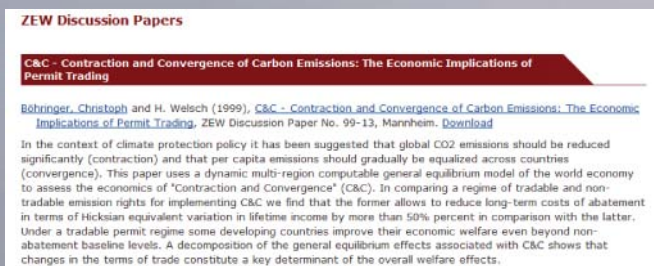 ZEW Discussion Papers
C&C - Contraction and Convergence of Carbon Emissions: The Economic Implications of
Permit Trading
Böhringer, Christoph and H. Welsch (1999), C&C - Contraction and Convergence of Carbon Emissions: The Economic
Implications of Permit Trading, ZEW Discussion Paper No. 99-13, Mannheim. Download
In the context of climate protection policy it has been suggested that global CO2 emissions should be reduced
significantly (contraction) and that per capita emissions should gradually be equalized across countries
(convergence). This paper uses a dynamic multi-region computable general equilibrium model of the world economy
to assess the economics of "Contraction and Convergence" (C&C). In comparing a regime of tradable and non-
tradable emission rights for implementing C&C we find that the former allows to reduce long-term costs of abatement
in terms of Hicksian equivalent variation in lifetime income by more than 50% percent in comparison with the latter.
Under a tradable permit regime some developing countries improve their economic welfare even beyond non-
abatement baseline levels. A decomposition of the general equilibrium effects associated with C&C shows that
changes in the terms of trade constitute a key determinant of the overall welfare effects.